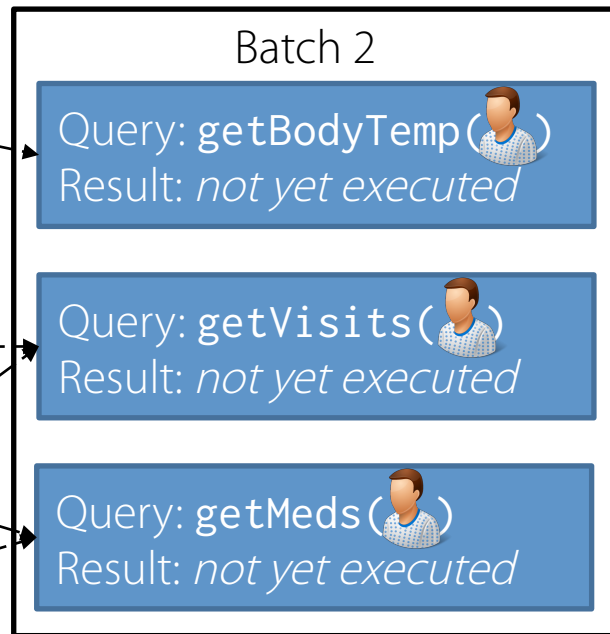 Batch 2
Query: getBodyTemp( )
Result: not yet executed
Query: getVisits( )
Result: not yet executed
Query: getMeds( )
Result: not yet executed